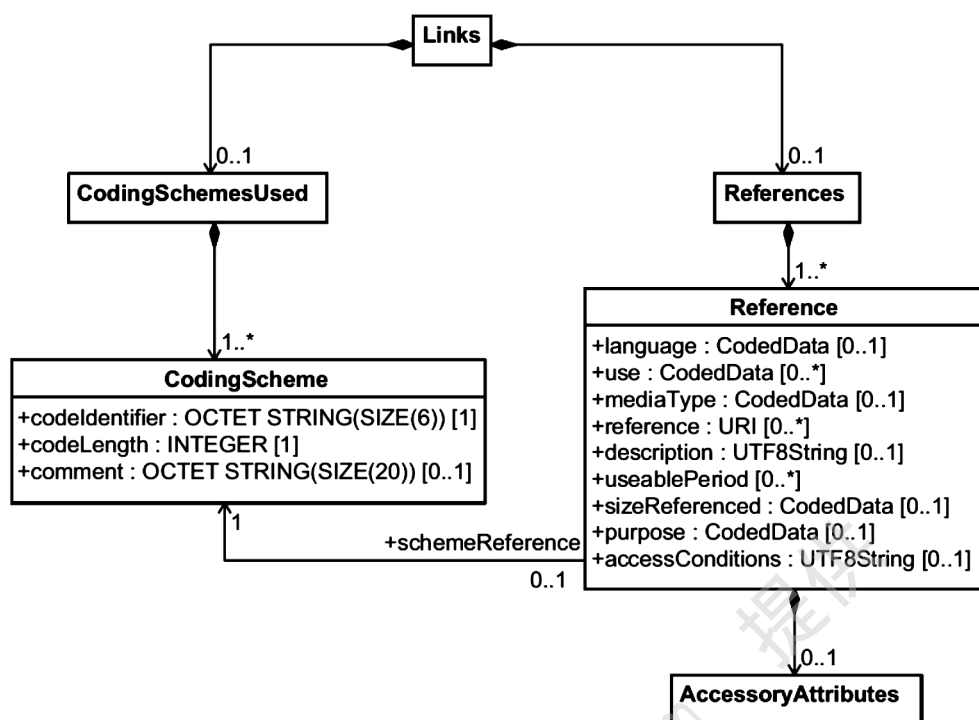 Links
0..1
0..1
CodingSchemesUsed
References
1..*
1..*
Reference
+language : CodedData [0..1]
+use : CodedData [0..*]
+mediaType : CodedData [0..1]
+reference : URI [0..*]
+description : UTF8String [0..1]
+useablePeriod [0..*]
+sizeReferenced : CodedData [0..1]
+purpose : CodedData [0..1]
+accessConditions : UTF8String [0..1]
CodingScheme
+codeIdentifier : OCTET STRING(SIZE(6)) [1]
+codeLength : INTEGER [1]
+comment : OCTET STRING(SIZE(20)) [0..1]
1
+schemeReference
0..1
0..1
AccessoryAttributes
提供